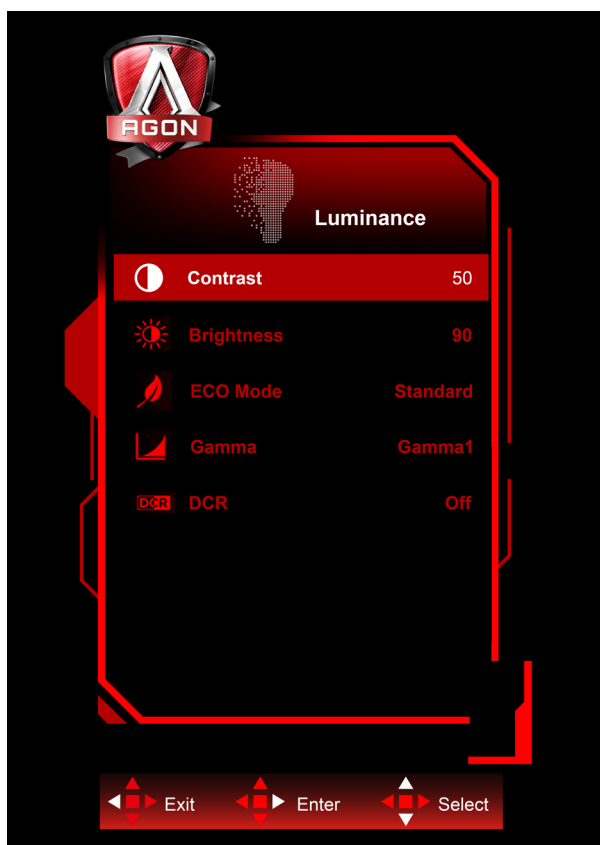 AGON
Luminance
Contrast 50
Brightness 90
ECO Mode Standard
Gamma Gamma1
DCR DCR Off
Exit Enter Select